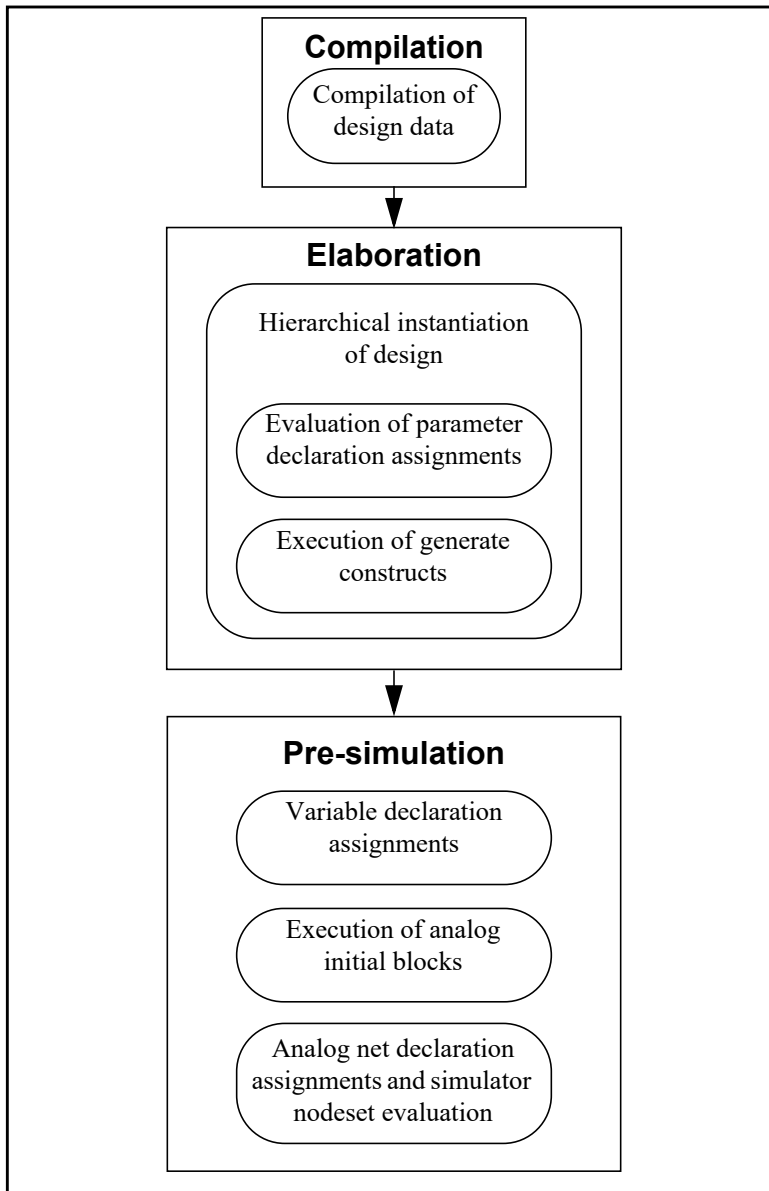 Compilation
Compilation of
design data
Elaboration
Hierarchical instantiation
of design
Evaluation of parameter
declaration assignments
Execution of generate
constructs
Pre-simulation
Variable declaration
assignments
Execution of analog
initial blocks
Analog net declaration
assignments and simulator
nodeset evaluation